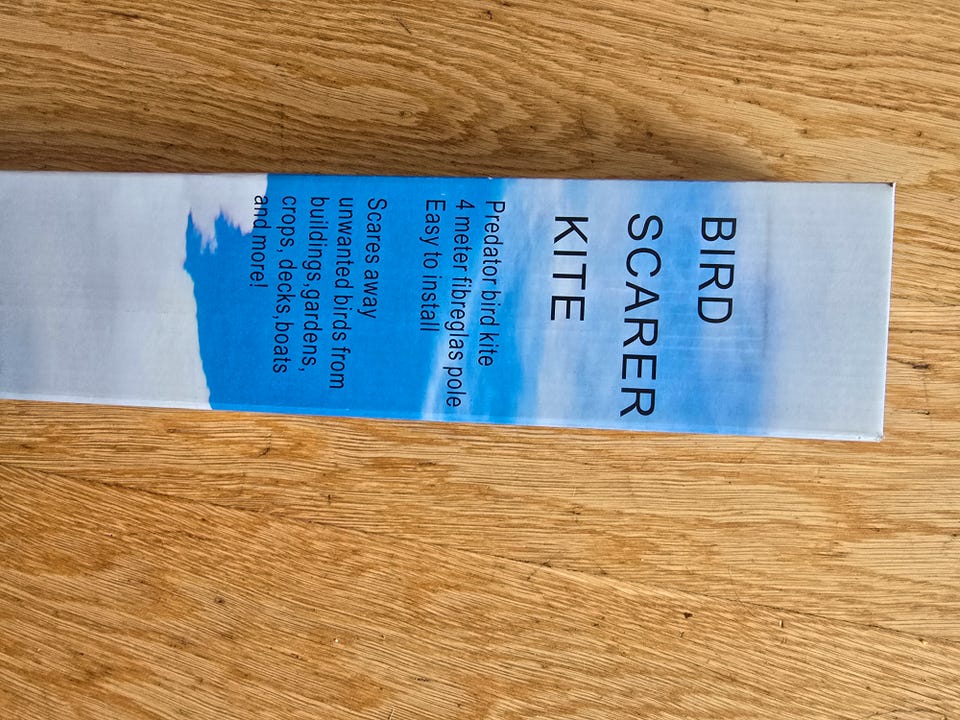 BIRD
SCARER
KITE
Predator bird kite
4 meter fibreglas pole
Easy to install
Scares away
unwanted birds from
buildings,gardens,
crops, decks,boats
and more!